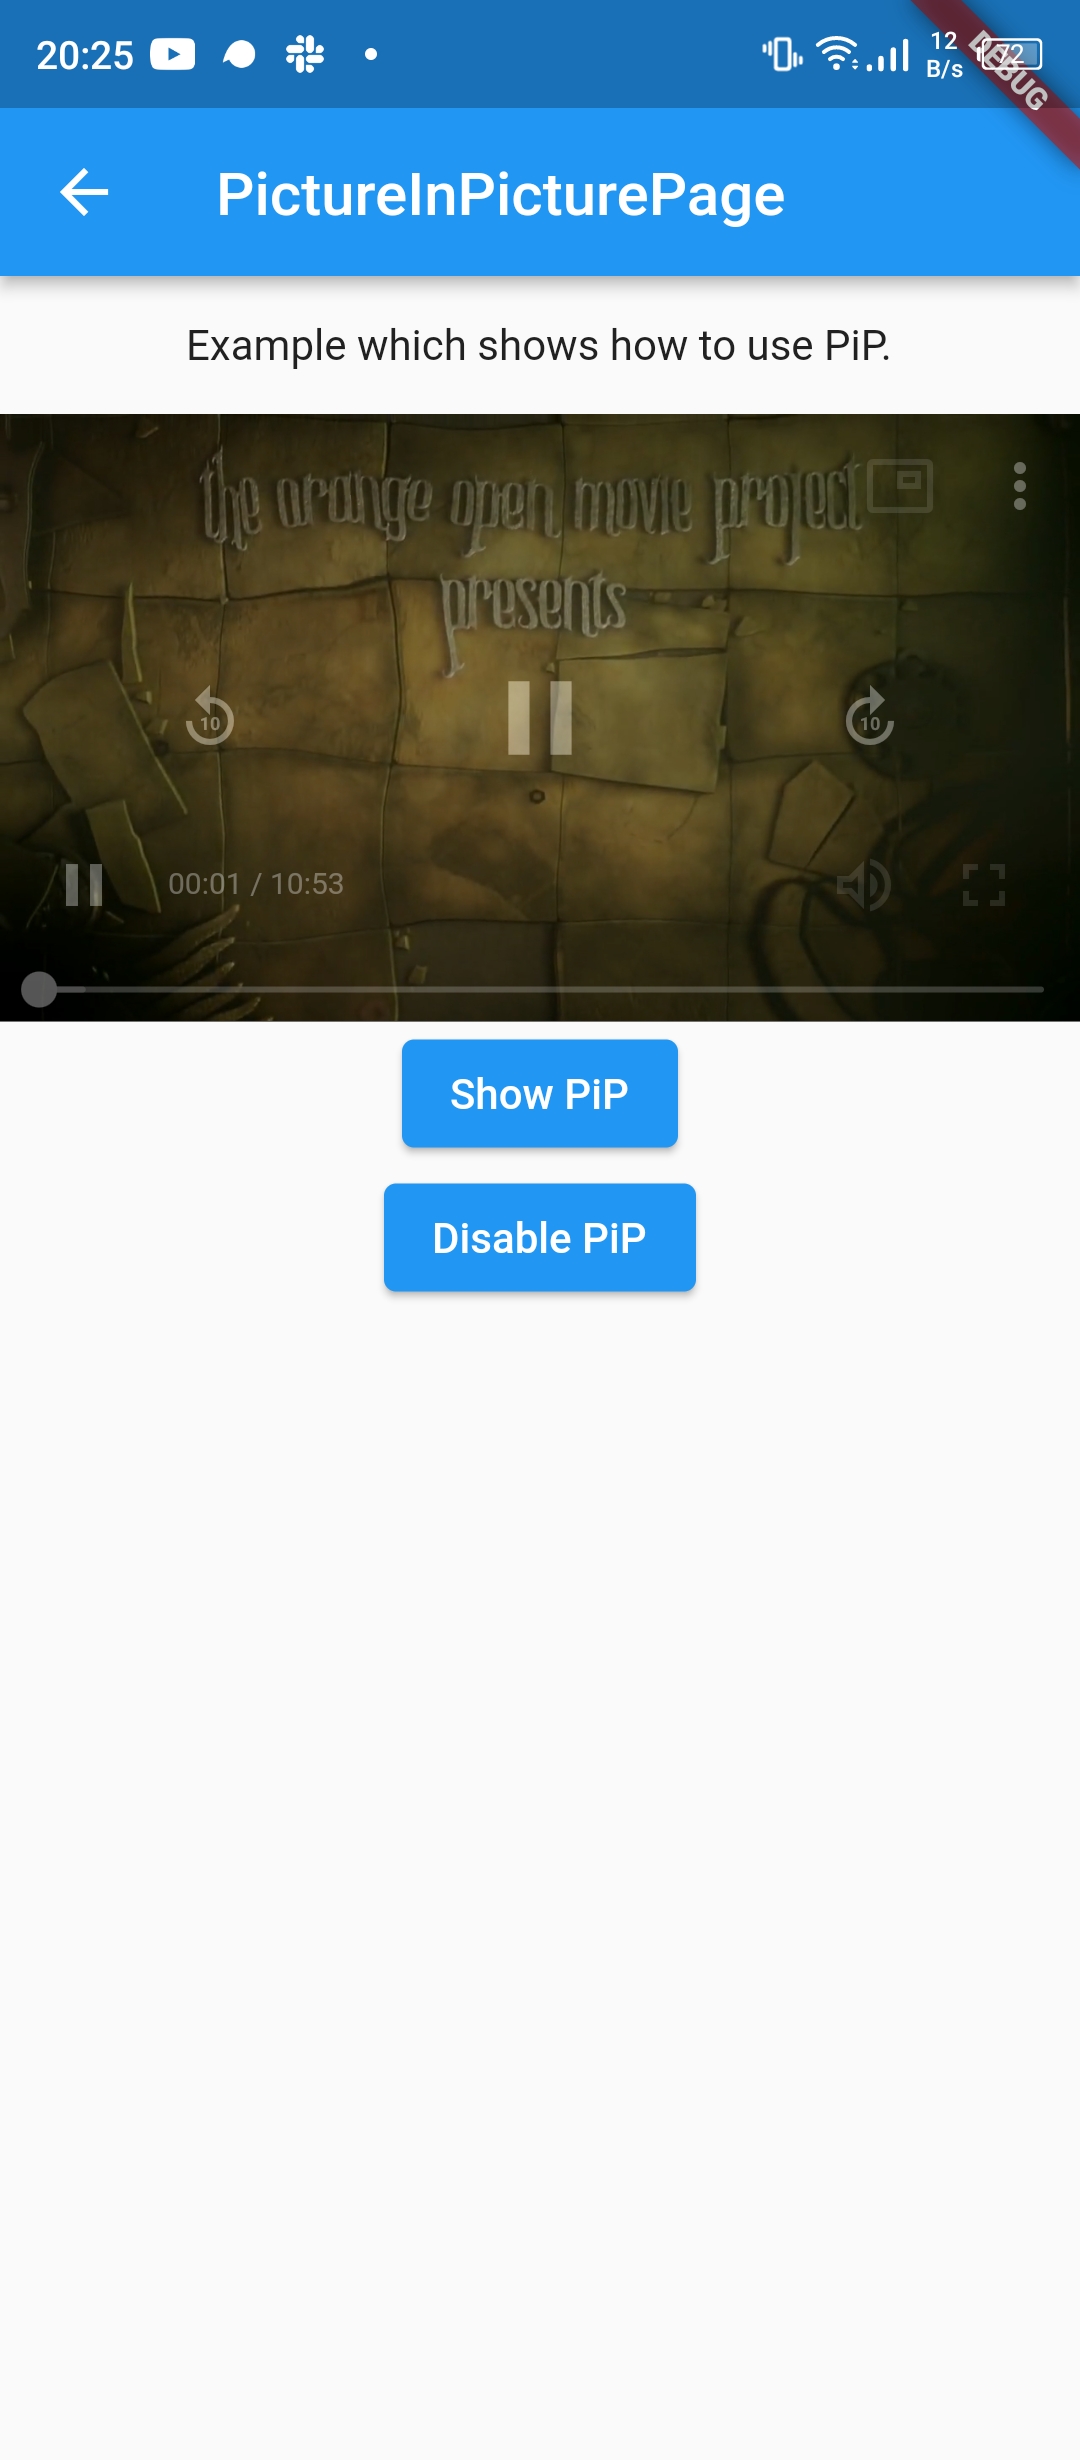 20:25
12
B/s
72
DEBUG
PictureInPicturePage
Example which shows how to use PiP.
the orange open movie project
presents
10
10
00:01 / 10:53
Show PiP
Disable PiP